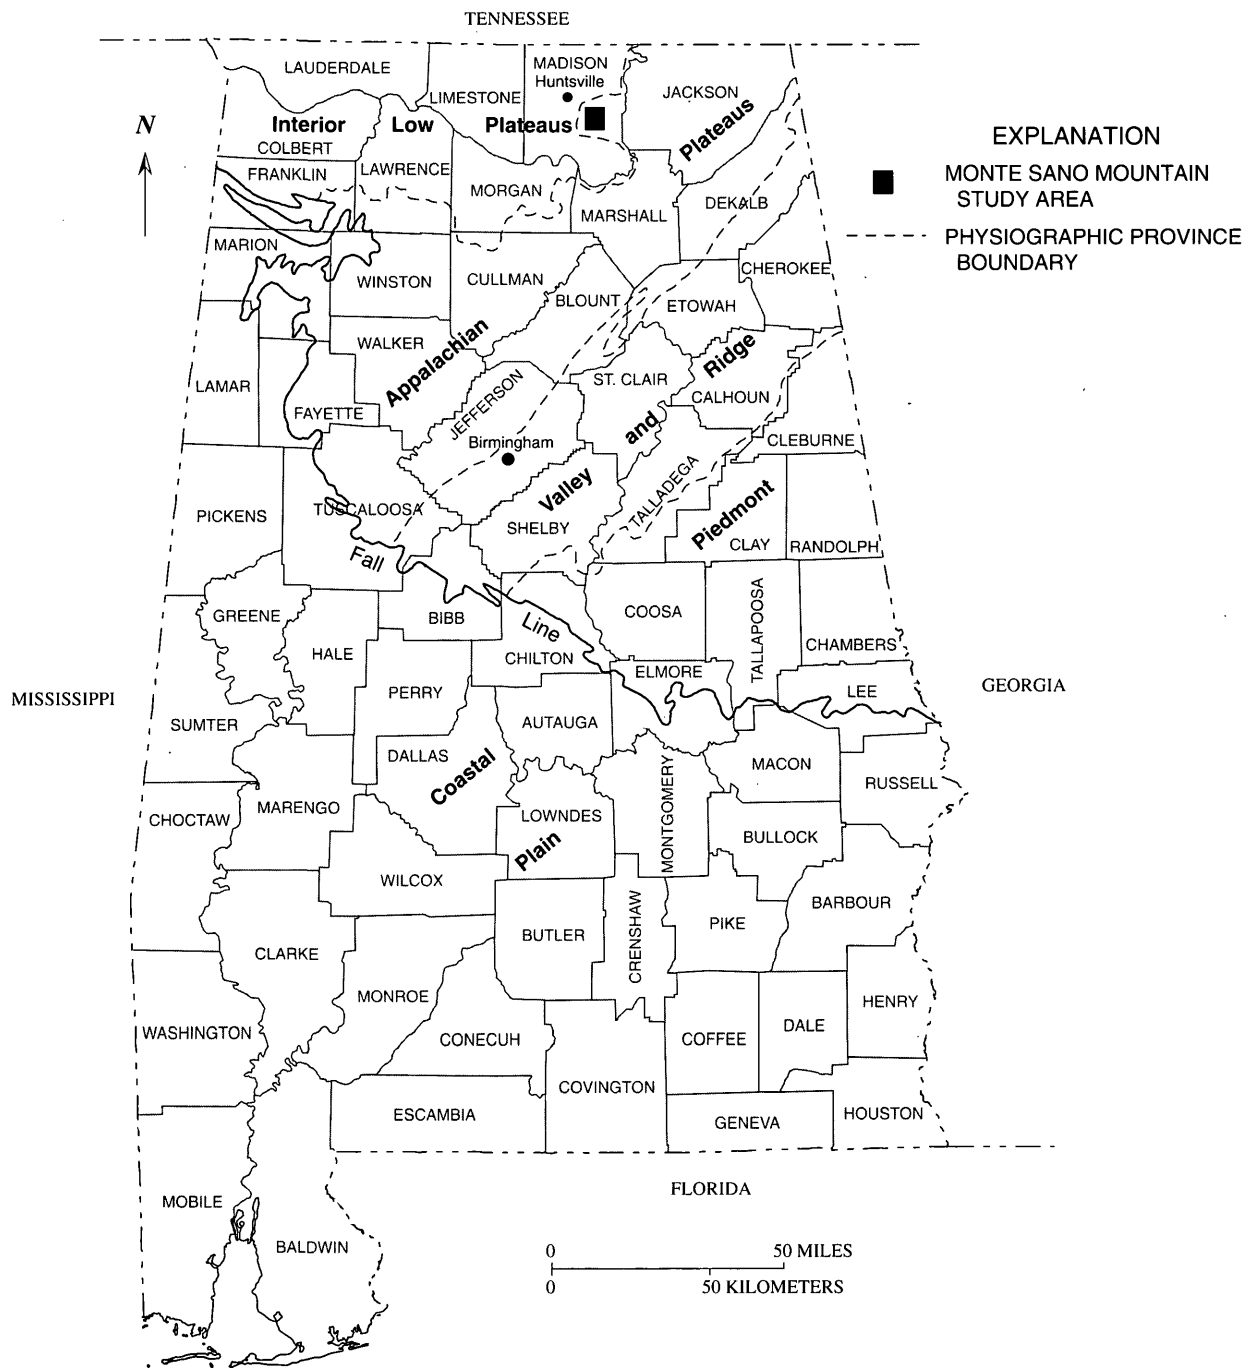 TENNESSEE
LAUDERDALE
LIMESTONE
MADISON
Huntsville
JACKSON
N
Interior Low Plateaus
Plateaus
COLBERT
FRANKLIN
LAWRENCE
MORGAN
MARSHALL
DEKALB
EXPLANATION
MONTE SANO MOUNTAIN
STUDY AREA
PHYSIOGRAPHIC PROVINCE
BOUNDARY
MARION
WINSTON
CULLMAN
BLOUNT
ETOWAH
CHEROKEE
WALKER
Appalachian
Ridge
LAMAR
FAYETTE
JEFFERSON
ST. CLAIR
CALHOUN
Birmingham
and
CLEBURNE
PICKENS
TUSCALOOSA
Valley
SHELBY
TALLADEGA
Piedmont
CLAY
RANDOLPH
Fall
GREENE
HALE
BIBB
Line
CHILTON
COOSA
TALLAPOOSA
CHAMBERS
MISSISSIPPI
PERRY
ELMORE
LEE
GEORGIA
SUMTER
AUTAUGA
DALLAS
Coastal
MACON
RUSSELL
CHOCTAW
MARENGO
LOWNDES
MONTGOMERY
BULLOCK
Plain
WILCOX
BARBOUR
CLARKE
BUTLER
CRENSHAW
PIKE
MONROE
HENRY
WASHINGTON
CONECUH
COFFEE
DALE
COVINGTON
ESCAMBIA
GENEVA
HOUSTON
MOBILE
FLORIDA
BALDWIN
0 50 MILES
0 50 KILOMETERS